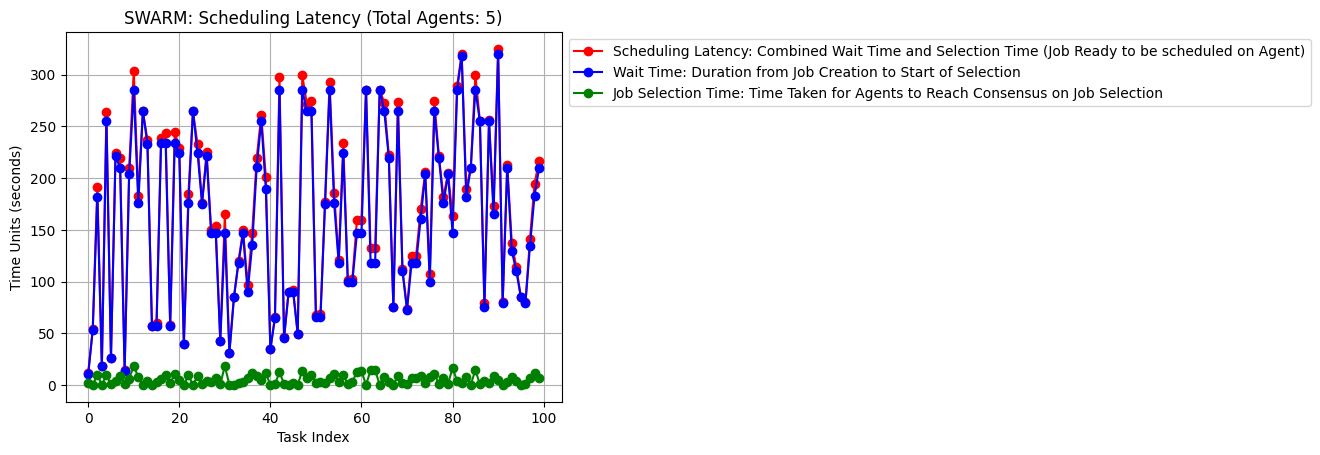 SWARM: Scheduling Latency (Total Agents: 5)
Scheduling Latency: Combined Wait Time and Selection Time (Job Ready to be scheduled on Agent)
Wait Time: Duration from Job Creation to Start of Selection
Job Selection Time: Time Taken for Agents to Reach Consensus on Job Selection
Time Units (seconds)
300
250
200
150
100
50
0
0 20 40 60 80 100
Task Index